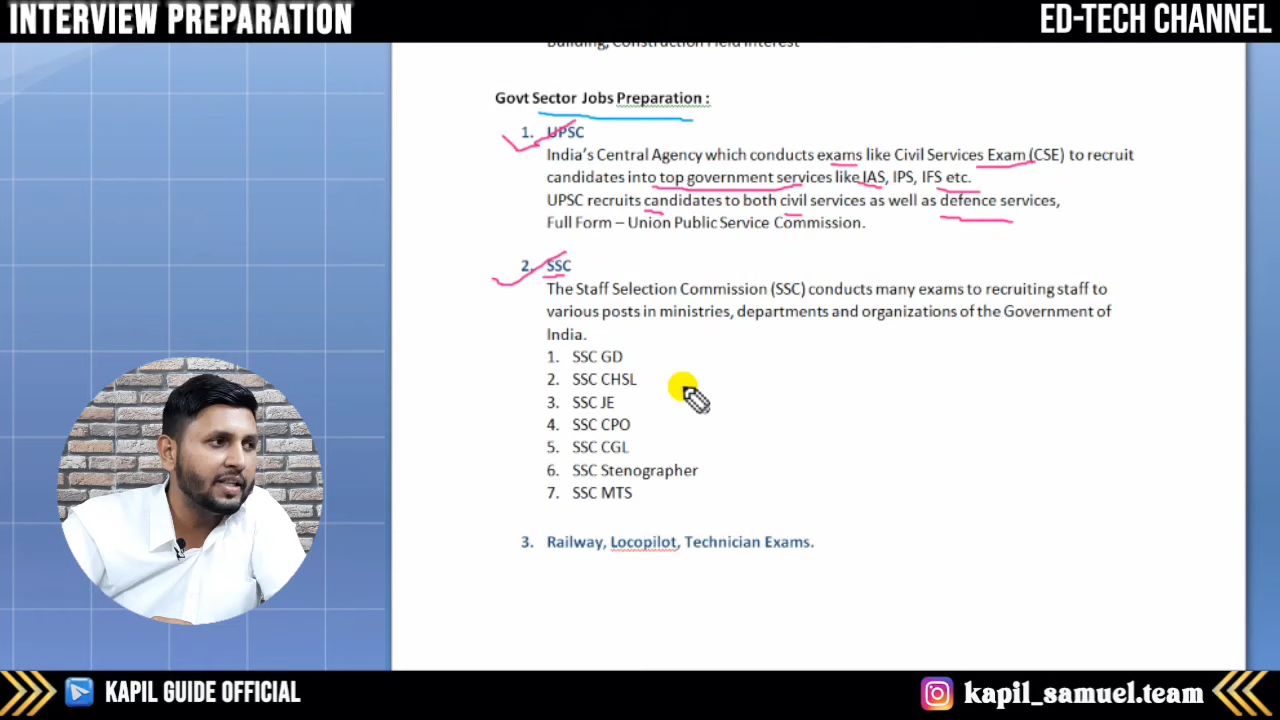 INTERVIEW PREPARATION
ED-TECH CHANNEL
Building, Construction Field Interest
Govt Sector Jobs Preparation :
1. UPSC
India's Central Agency which conducts exams like Civil Services Exam (CSE) to recruit
candidates into top government services like IAS, IPS, IFS etc.
UPSC recruits candidates to both civil services as well as defence services,
Full Form – Union Public Service Commission.
2. SSC
The Staff Selection Commission (SSC) conducts many exams to recruiting staff to
various posts in ministries, departments and organizations of the Government of
India.
1. SSC GD
2. SSC CHSL
3. SSC JE
4. SSC CPO
5. SSC CGL
6. SSC Stenographer
7. SSC MTS
3. Railway, Locopilot, Technician Exams.
KAPIL GUIDE OFFICIAL
kapil_samuel.team